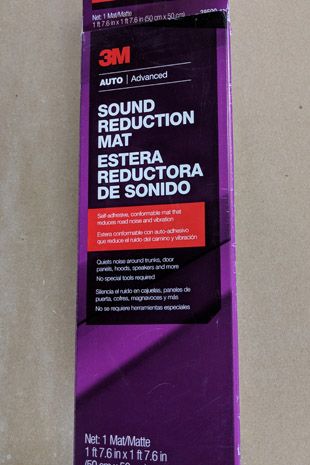 Net: 1 Mat/Matte
1 ft 7.6 in x 1 ft 7.6 in (50 cm x 50 cm)
3M
AUTO | Advanced
SOUND
REDUCTION
MAT
ESTERA
REDUCTORA
DE SONIDO
Self-adhesive, conformable mat that
reduces road noise and vibration
Estera conformable con auto-adhesivo
que reduce el ruido del camino y vibración
Quiets noise around trunks, door
panels, hoods, speakers and more
No special tools required
Silencia el ruido en cajuelas, paneles de
puerta, cofres, magnavoces y más
No se requiere herramientas especiales
Net: 1 Mat/Matte
1 ft 7.6 in x 1 ft 7.6 in